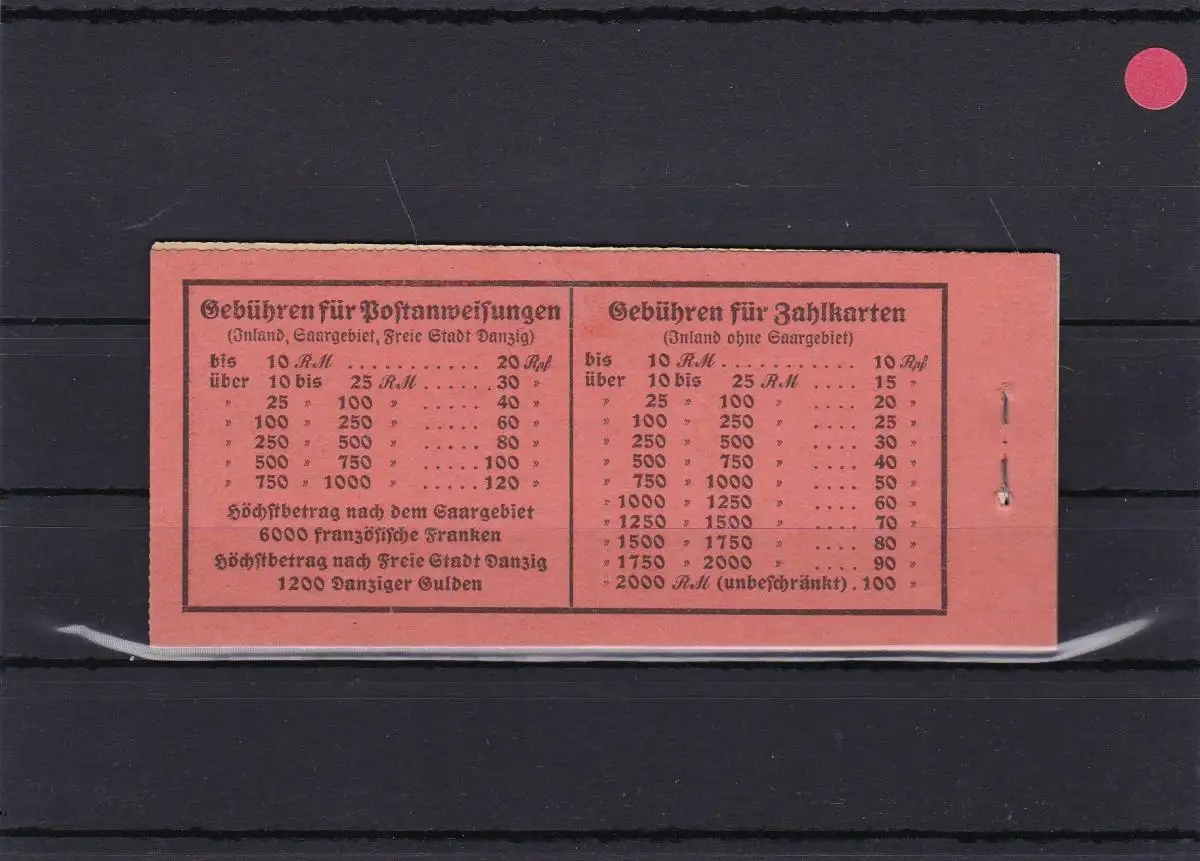 Gebühren für Postanweisungen
(Inland, Saargebiet, Freie Stadt Danzig)
bis 10 RM ........... 20 Rpf
über 10 bis 25 RM ...... 30 „
„ 25 „ 100 „ ..... 40 „
„ 100 „ 250 „ ..... 60 „
„ 250 „ 500 „ ..... 80 „
„ 500 „ 750 „ ..... 100 „
„ 750 „ 1000 „ ..... 120 „
Höchstbetrag nach dem Saargebiet
6000 französische Franken
Höchstbetrag nach Freie Stadt Danzig
1200 Danziger Gulden
Gebühren für Zahlkarten
(Inland ohne Saargebiet)
bis 10 RM ........... 10 Rpf
über 10 bis 25 RM .... 15 „
„ 25 „ 100 „ .... 20 „
„ 100 „ 250 „ .... 25 „
„ 250 „ 500 „ .... 30 „
„ 500 „ 750 „ .... 40 „
„ 750 „ 1000 „ .... 50 „
„ 1000 „ 1250 „ .... 60 „
„ 1250 „ 1500 „ .... 70 „
„ 1500 „ 1750 „ .... 80 „
„ 1750 „ 2000 „ .... 90 „
„ 2000 RM (unbeschränkt) . 100 „